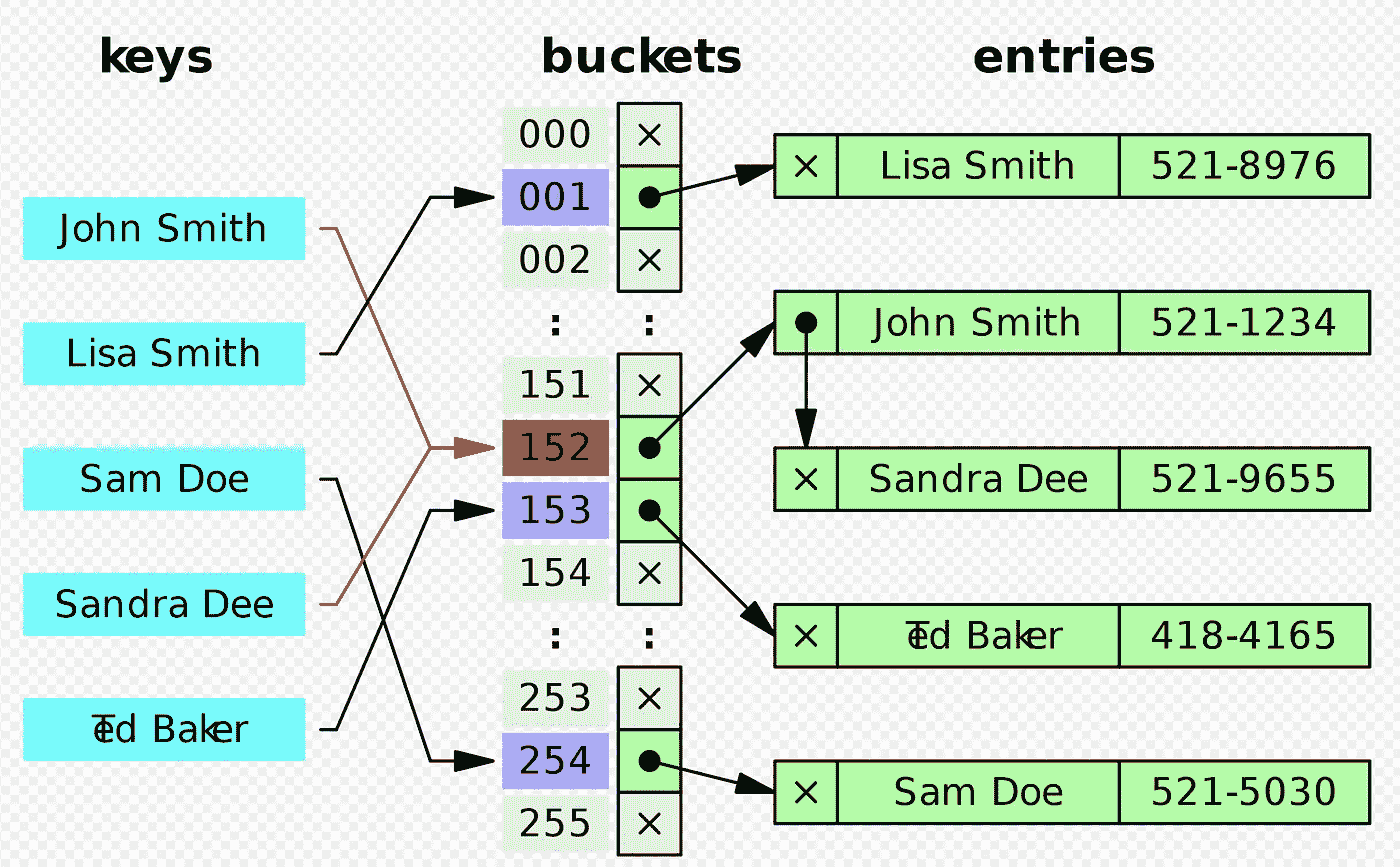 keys
buckets
entries
John Smith
Lisa Smith
Sam Doe
Sandra Dee
Ted Baker
000 ×
001
002 ×
: :
151 ×
152
153
154 ×
: :
253 ×
254
255 ×
× Lisa Smith 521-8976
John Smith 521-1234
× Sandra Dee 521-9655
× Ted Baker 418-4165
× Sam Doe 521-5030